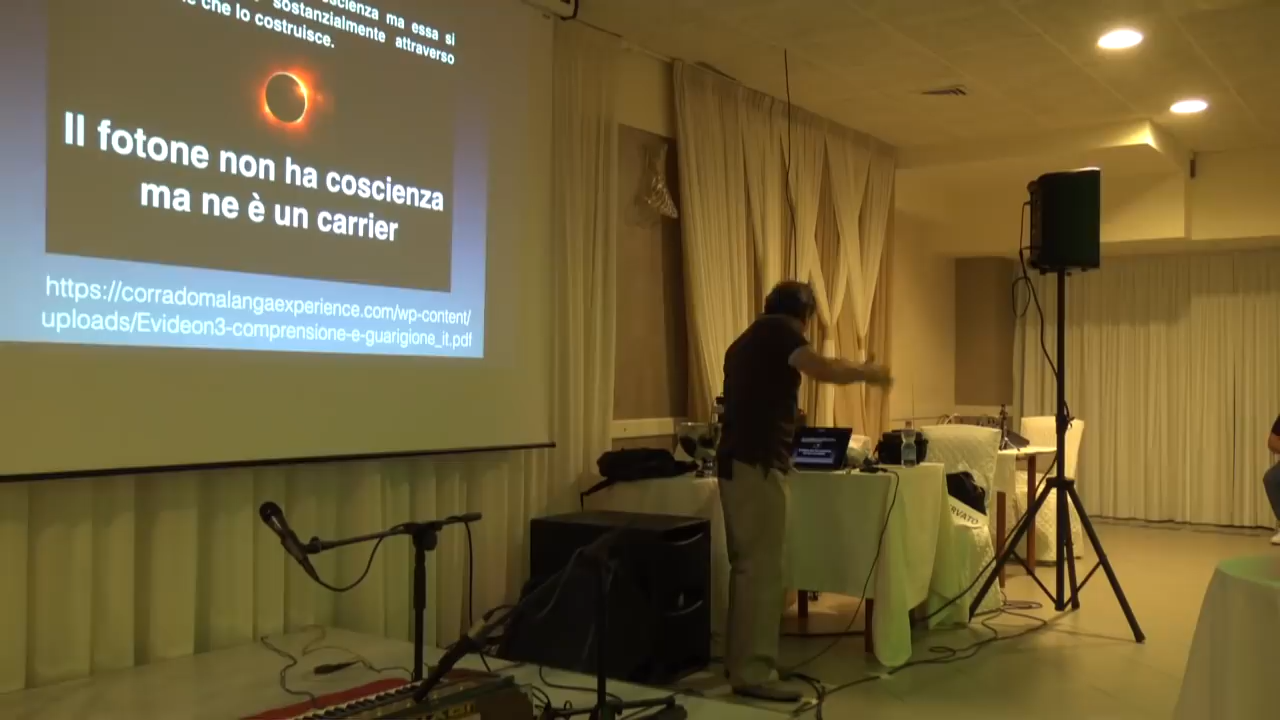 sostanzialmente attraverso
che lo costruisce.
Il fotone non ha coscienza
ma ne è un carrier
https://corradomalangaexperience.com/wp-content/
uploads/Evideon3-comprensione-e-guarigione_it.pdf